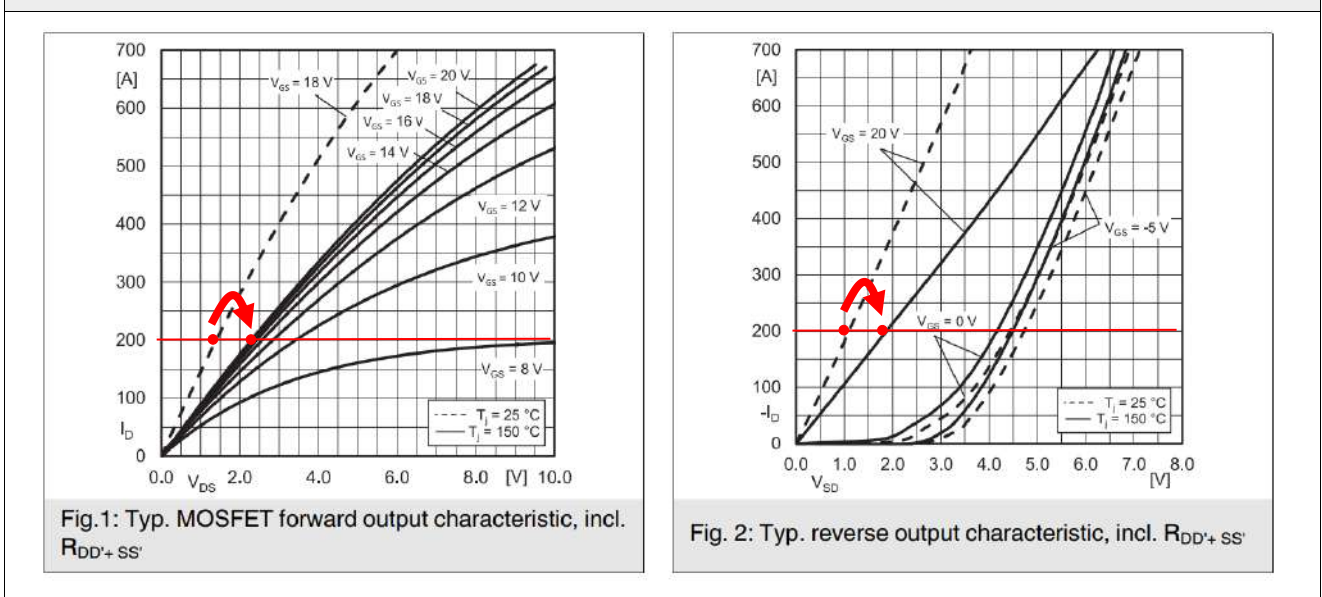 700
[A]
600
500
400
300
200
100
I_D
0
0.0
V_DS
2.0
4.0
6.0
8.0
[V]
10.0
V_GS = 18 V
V_GS = 20 V
V_GS = 18 V
V_GS = 16 V
V_GS = 14 V
V_GS = 12 V
V_GS = 10 V
V_GS = 8 V
T_j = 25 °C
T_j = 150 °C
Fig.1: Typ. MOSFET forward output characteristic, incl.
R_DD'+ SS'
700
[A]
600
500
400
300
200
100
-I_D
0
0.0
1.0
2.0
3.0
4.0
5.0
6.0
7.0
8.0
V_SD
[V]
V_GS = 20 V
V_GS = -5 V
V_GS = 0 V
T_j = 25 °C
T_j = 150 °C
Fig. 2: Typ. reverse output characteristic, incl. R_DD'+ SS'